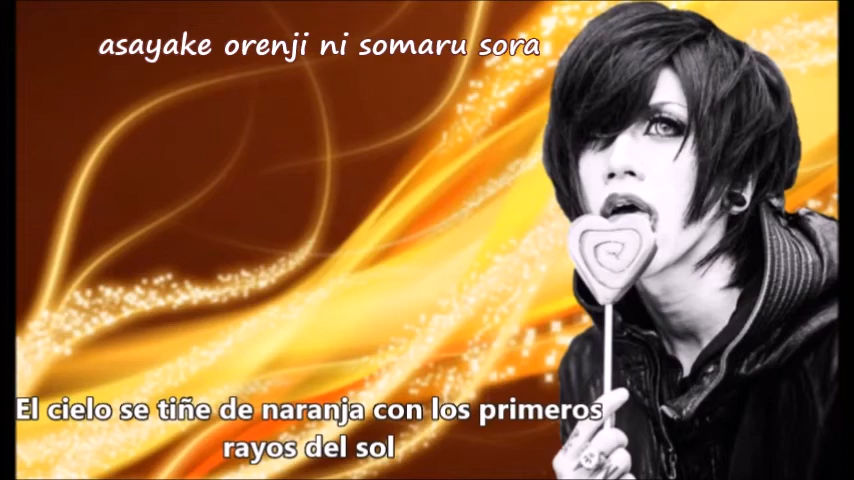 asayake orenji ni somaru sora
El cielo se tiñe de naranja con los primeros
rayos del sol